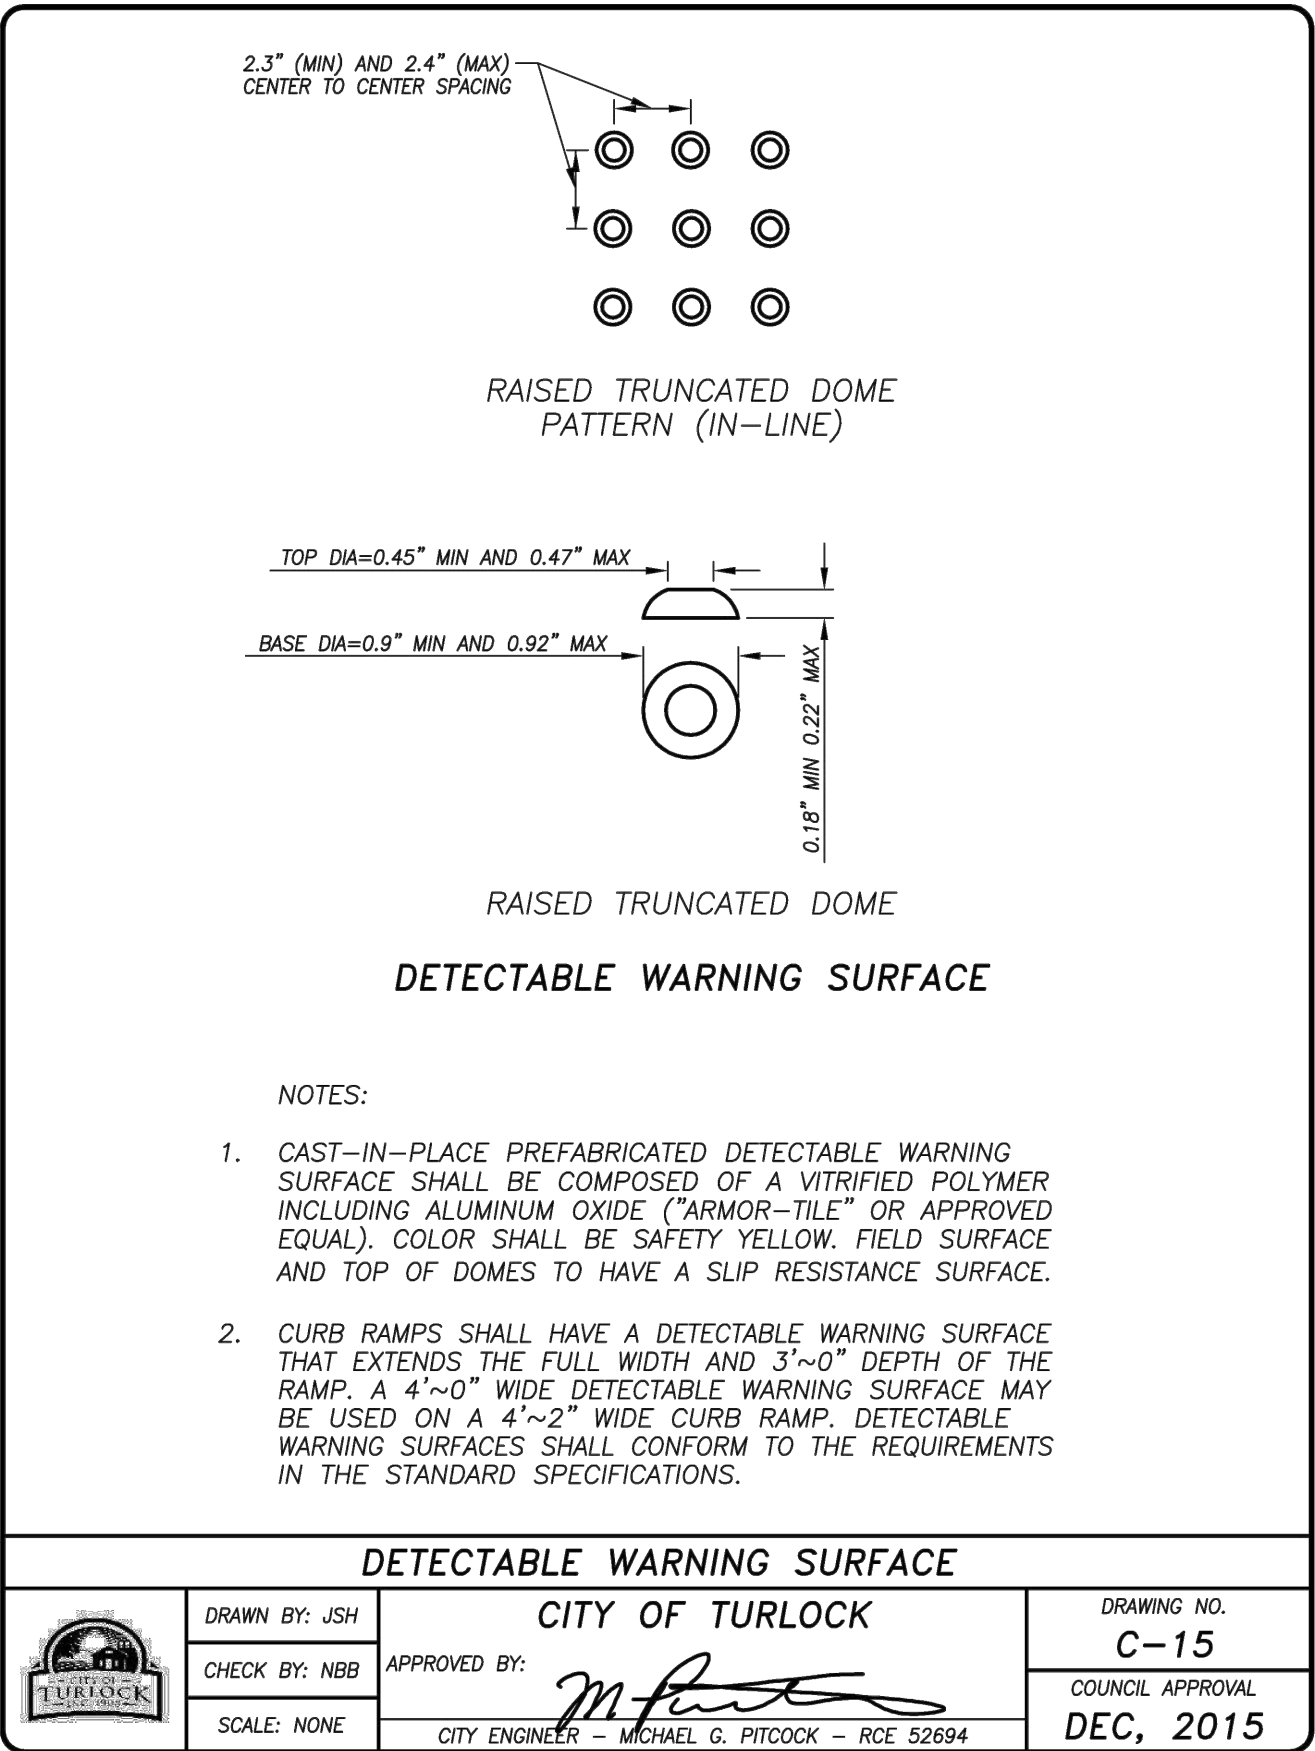 2.3” (MIN) AND 2.4” (MAX)
CENTER TO CENTER SPACING
RAISED TRUNCATED DOME
PATTERN (IN–LINE)
TOP DIA=0.45” MIN AND 0.47” MAX
BASE DIA=0.9” MIN AND 0.92” MAX
0.18” MIN 0.22” MAX
RAISED TRUNCATED DOME
DETECTABLE WARNING SURFACE
NOTES:
1. CAST–IN–PLACE PREFABRICATED DETECTABLE WARNING
SURFACE SHALL BE COMPOSED OF A VITRIFIED POLYMER
INCLUDING ALUMINUM OXIDE (”ARMOR–TILE” OR APPROVED
EQUAL). COLOR SHALL BE SAFETY YELLOW. FIELD SURFACE
AND TOP OF DOMES TO HAVE A SLIP RESISTANCE SURFACE.
2. CURB RAMPS SHALL HAVE A DETECTABLE WARNING SURFACE
THAT EXTENDS THE FULL WIDTH AND 3’~0” DEPTH OF THE
RAMP. A 4’~0” WIDE DETECTABLE WARNING SURFACE MAY
BE USED ON A 4’~2” WIDE CURB RAMP. DETECTABLE
WARNING SURFACES SHALL CONFORM TO THE REQUIREMENTS
IN THE STANDARD SPECIFICATIONS.
DETECTABLE WARNING SURFACE
CITY OF
TURLOCK
INC. 1908
DRAWN BY: JSH
CHECK BY: NBB
SCALE: NONE
CITY OF TURLOCK
APPROVED BY:
CITY ENGINEER – MICHAEL G. PITCOCK – RCE 52694
DRAWING NO.
C–15
COUNCIL APPROVAL
DEC, 2015